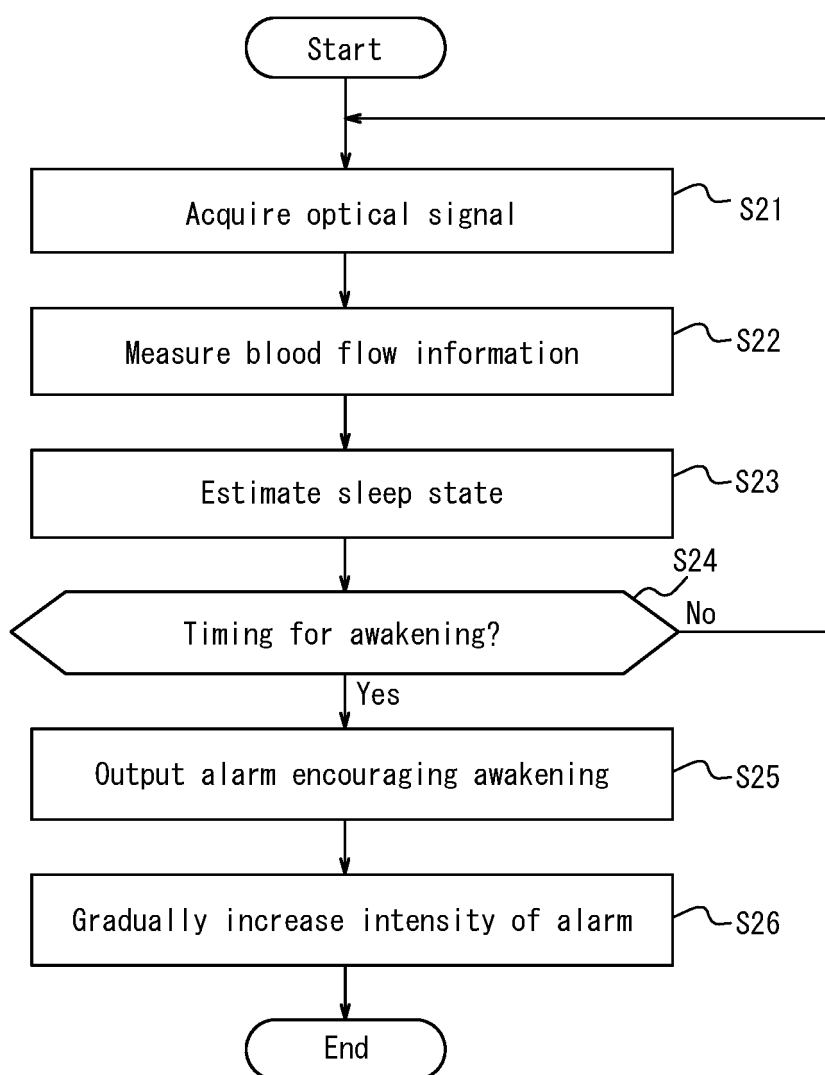 Start
Acquire optical signal
S21
Measure blood flow information
S22
Estimate sleep state
S23
S24
Timing for awakening?
No
Yes
Output alarm encouraging awakening
S25
Gradually increase intensity of alarm
S26
End